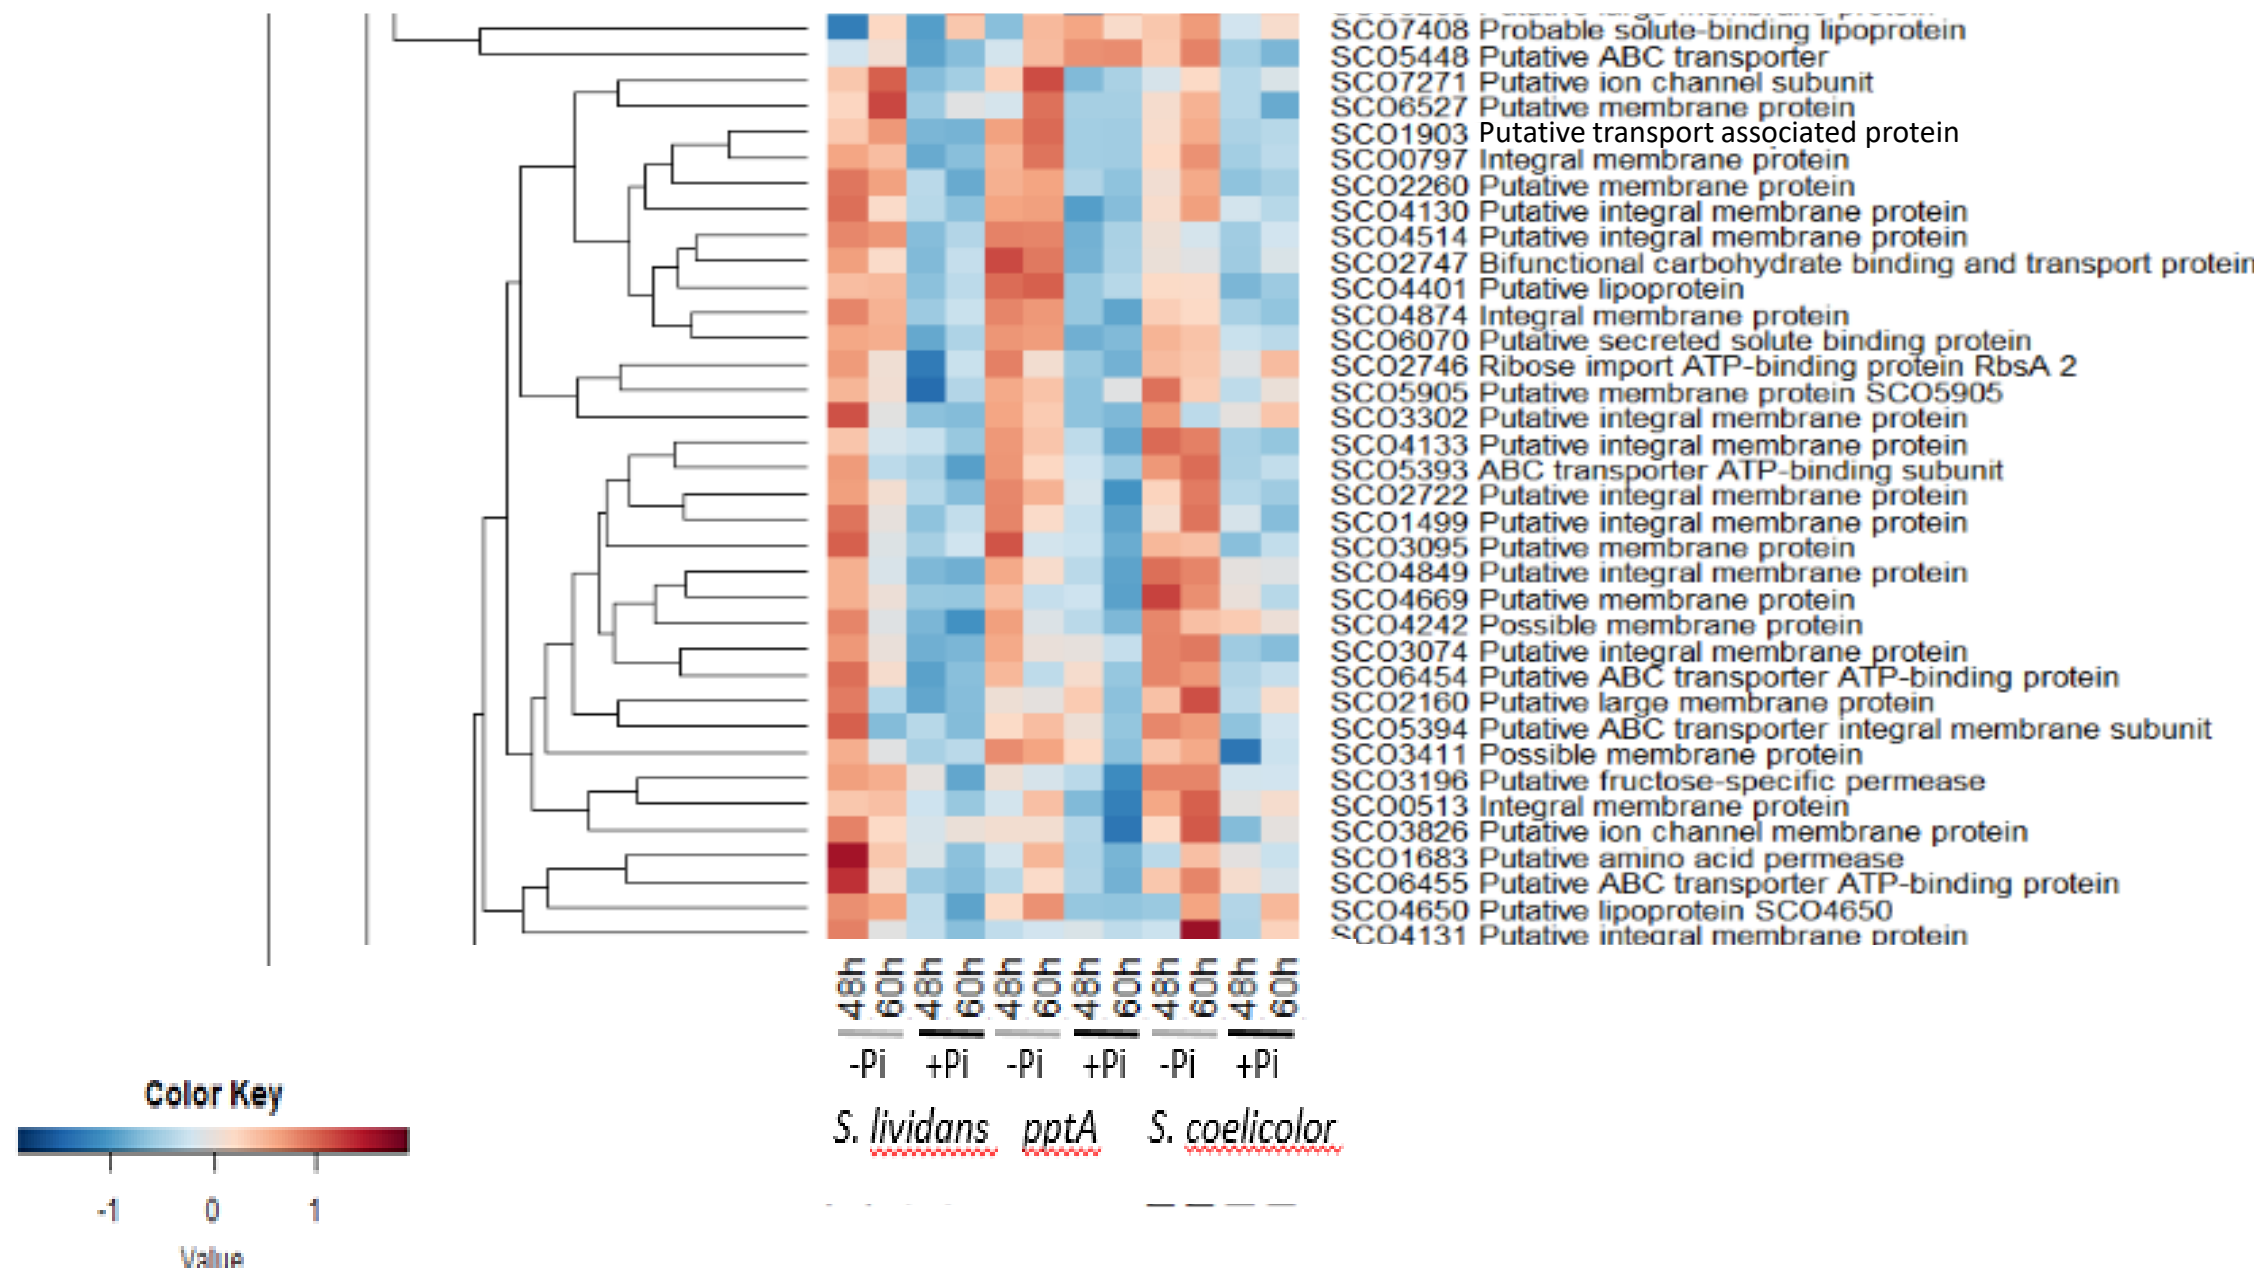 SCO7408 Probable solute-binding lipoprotein
SCO5448 Putative ABC transporter
SCO7271 Putative ion channel subunit
SCO6527 Putative membrane protein
SCO1903 Putative transport associated protein
SCO0797 Integral membrane protein
SCO2260 Putative membrane protein
SCO4130 Putative integral membrane protein
SCO4514 Putative integral membrane protein
SCO2747 Bifunctional carbohydrate binding and transport protein
SCO4401 Putative lipoprotein
SCO4874 Integral membrane protein
SCO6070 Putative secreted solute binding protein
SCO2746 Ribose import ATP-binding protein RbsA 2
SCO5905 Putative membrane protein SCO5905
SCO3302 Putative integral membrane protein
SCO4133 Putative integral membrane protein
SCO5393 ABC transporter ATP-binding subunit
SCO2722 Putative integral membrane protein
SCO1499 Putative integral membrane protein
SCO3095 Putative membrane protein
SCO4849 Putative integral membrane protein
SCO4669 Putative membrane protein
SCO4242 Possible membrane protein
SCO3074 Putative integral membrane protein
SCO6454 Putative ABC transporter ATP-binding protein
SCO2160 Putative large membrane protein
SCO5394 Putative ABC transporter integral membrane subunit
SCO3411 Possible membrane protein
SCO3196 Putative fructose-specific permease
SCO0513 Integral membrane protein
SCO3826 Putative ion channel membrane protein
SCO1683 Putative amino acid permease
SCO6455 Putative ABC transporter ATP-binding protein
SCO4650 Putative lipoprotein SCO4650
SCO4131 Putative integral membrane protein
48h 60h 48h 60h 48h 60h 48h 60h 48h 60h 48h 60h
-Pi +Pi -Pi +Pi -Pi +Pi
S. lividans pptA S. coelicolor
Color Key
-1 0 1
Value